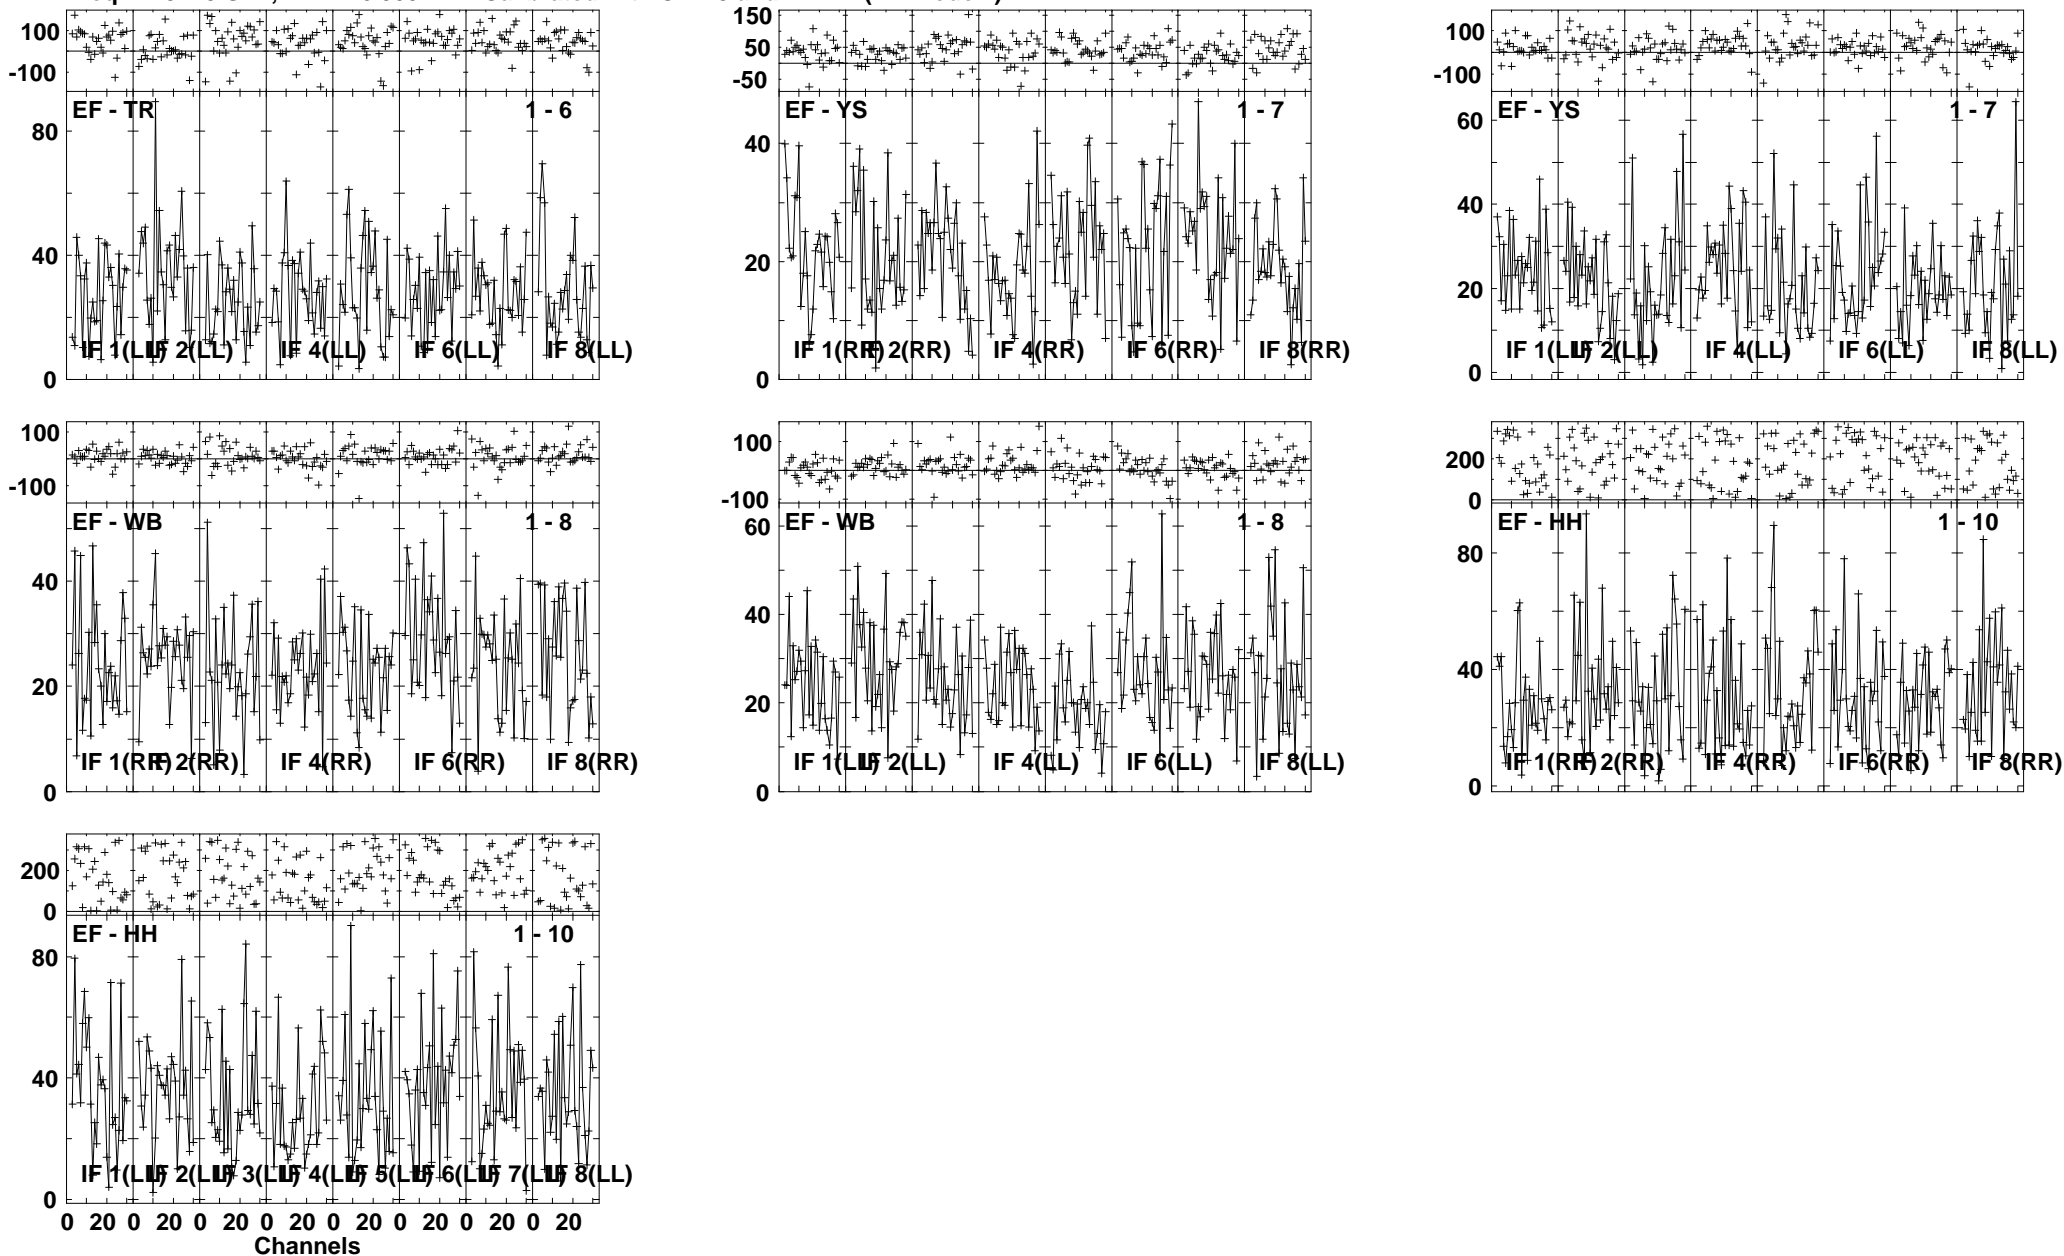 100
-100
EF - TR
1 - 6
80
40
0
IF 1(LL) IF 2(LL) IF 4(LL) IF 6(LL) IF 8(LL)
150
50
-50
EF - YS
1 - 7
40
20
0
IF 1(RR) IF 2(RR) IF 4(RR) IF 6(RR) IF 8(RR)
100
-100
EF - YS
1 - 7
60
40
20
0
IF 1(LL) IF 2(LL) IF 4(LL) IF 6(LL) IF 8(LL)
100
-100
EF - WB
1 - 8
40
20
0
IF 1(RR) IF 2(RR) IF 4(RR) IF 6(RR) IF 8(RR)
100
-100
EF - WB
1 - 8
60
40
20
0
IF 1(LL) IF 2(LL) IF 4(LL) IF 6(LL) IF 8(LL)
200
0
EF - HH
1 - 10
80
40
0
IF 1(RR) IF 2(RR) IF 4(RR) IF 6(RR) IF 8(RR)
200
0
EF - HH
1 - 10
80
40
0
IF 1(LL) IF 2(LL) IF 3(LL) IF 4(LL) IF 5(LL) IF 6(LL) IF 7(LL) IF 8(LL)
0 20 0 20 0 20 0 20 0 20 0 20 0 20 0 20
Channels